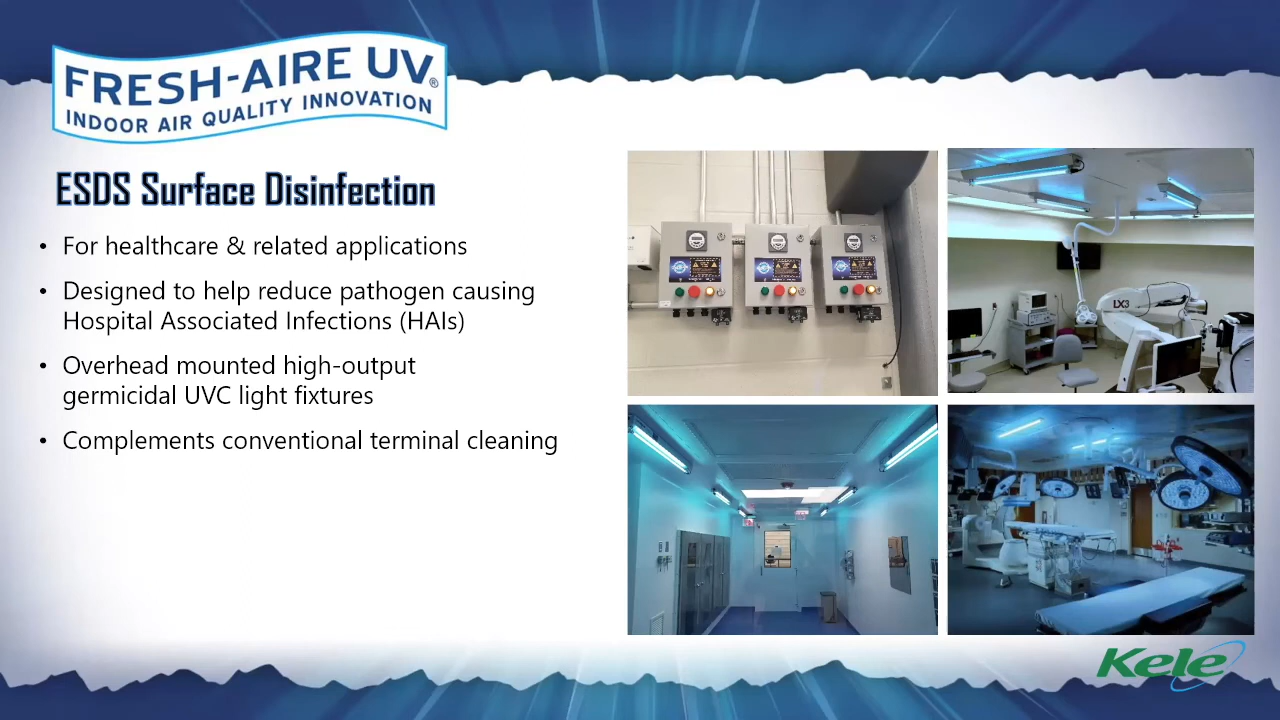 FRESH-AIRE UV®
INDOOR AIR QUALITY INNOVATION
ESDS Surface Disinfection
• For healthcare & related applications
• Designed to help reduce pathogen causing
Hospital Associated Infections (HAIs)
• Overhead mounted high-output
germicidal UVC light fixtures
• Complements conventional terminal cleaning
LX3
Kele